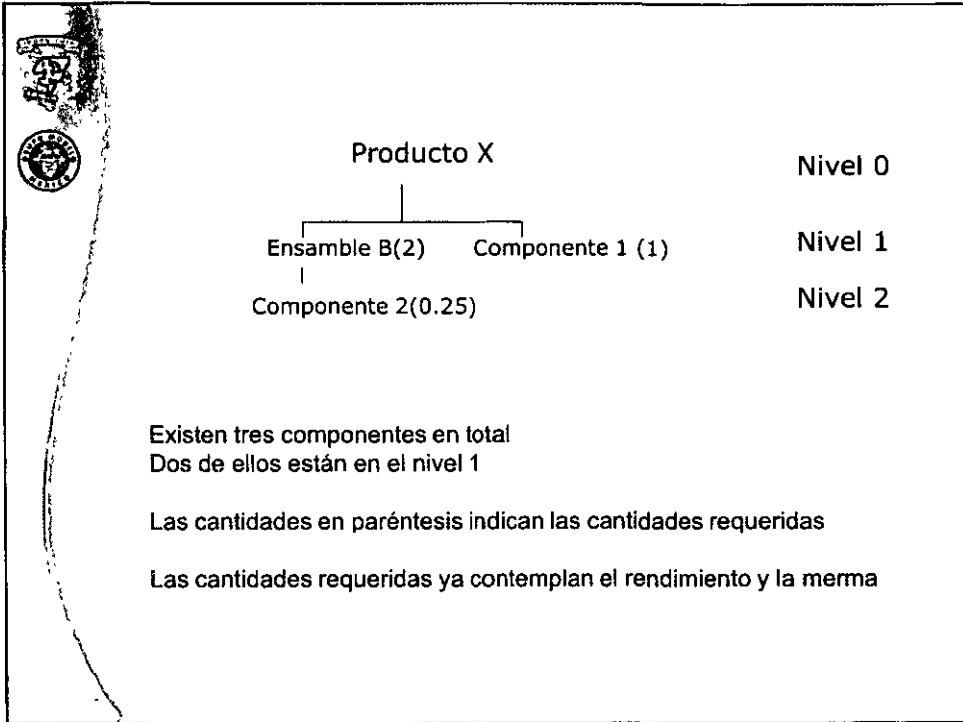 Producto X
Nivel 0
Ensamble B(2) Componente 1 (1)
Nivel 1
Componente 2(0.25)
Nivel 2
Existen tres componentes en total
Dos de ellos están en el nivel 1
Las cantidades en paréntesis indican las cantidades requeridas
Las cantidades requeridas ya contemplan el rendimiento y la merma